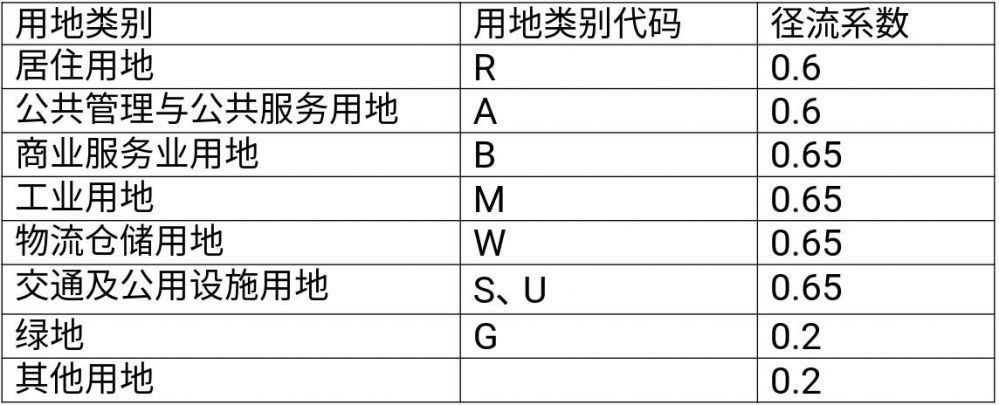 用地类别 用地类别代码 径流系数
居住用地 R 0.6
公共管理与公共服务用地 A 0.6
商业服务业用地 B 0.65
工业用地 M 0.65
物流仓储用地 W 0.65
交通及公用设施用地 S、U 0.65
绿地 G 0.2
其他用地 0.2